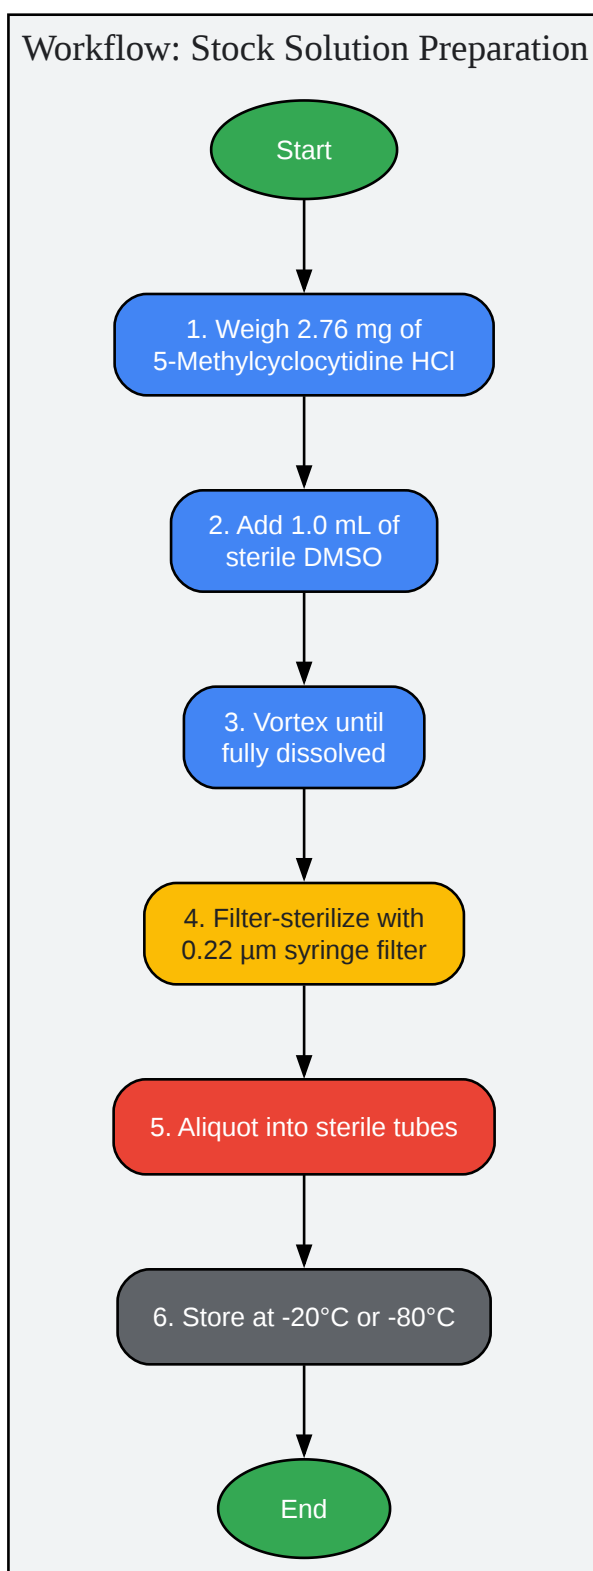 Workflow: Stock Solution Preparation
Start
1. Weigh 2.76 mg of
5-Methylcyclocytidine HCl
2. Add 1.0 mL of
sterile DMSO
3. Vortex until
fully dissolved
4. Filter-sterilize with
0.22 µm syringe filter
5. Aliquot into sterile tubes
6. Store at -20°C or -80°C
End